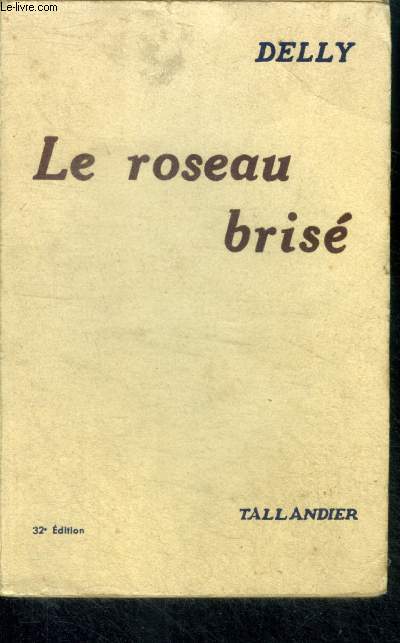 Le-livre.com
DELLY
Le roseau
brisé
32e Édition
TALLANDIER